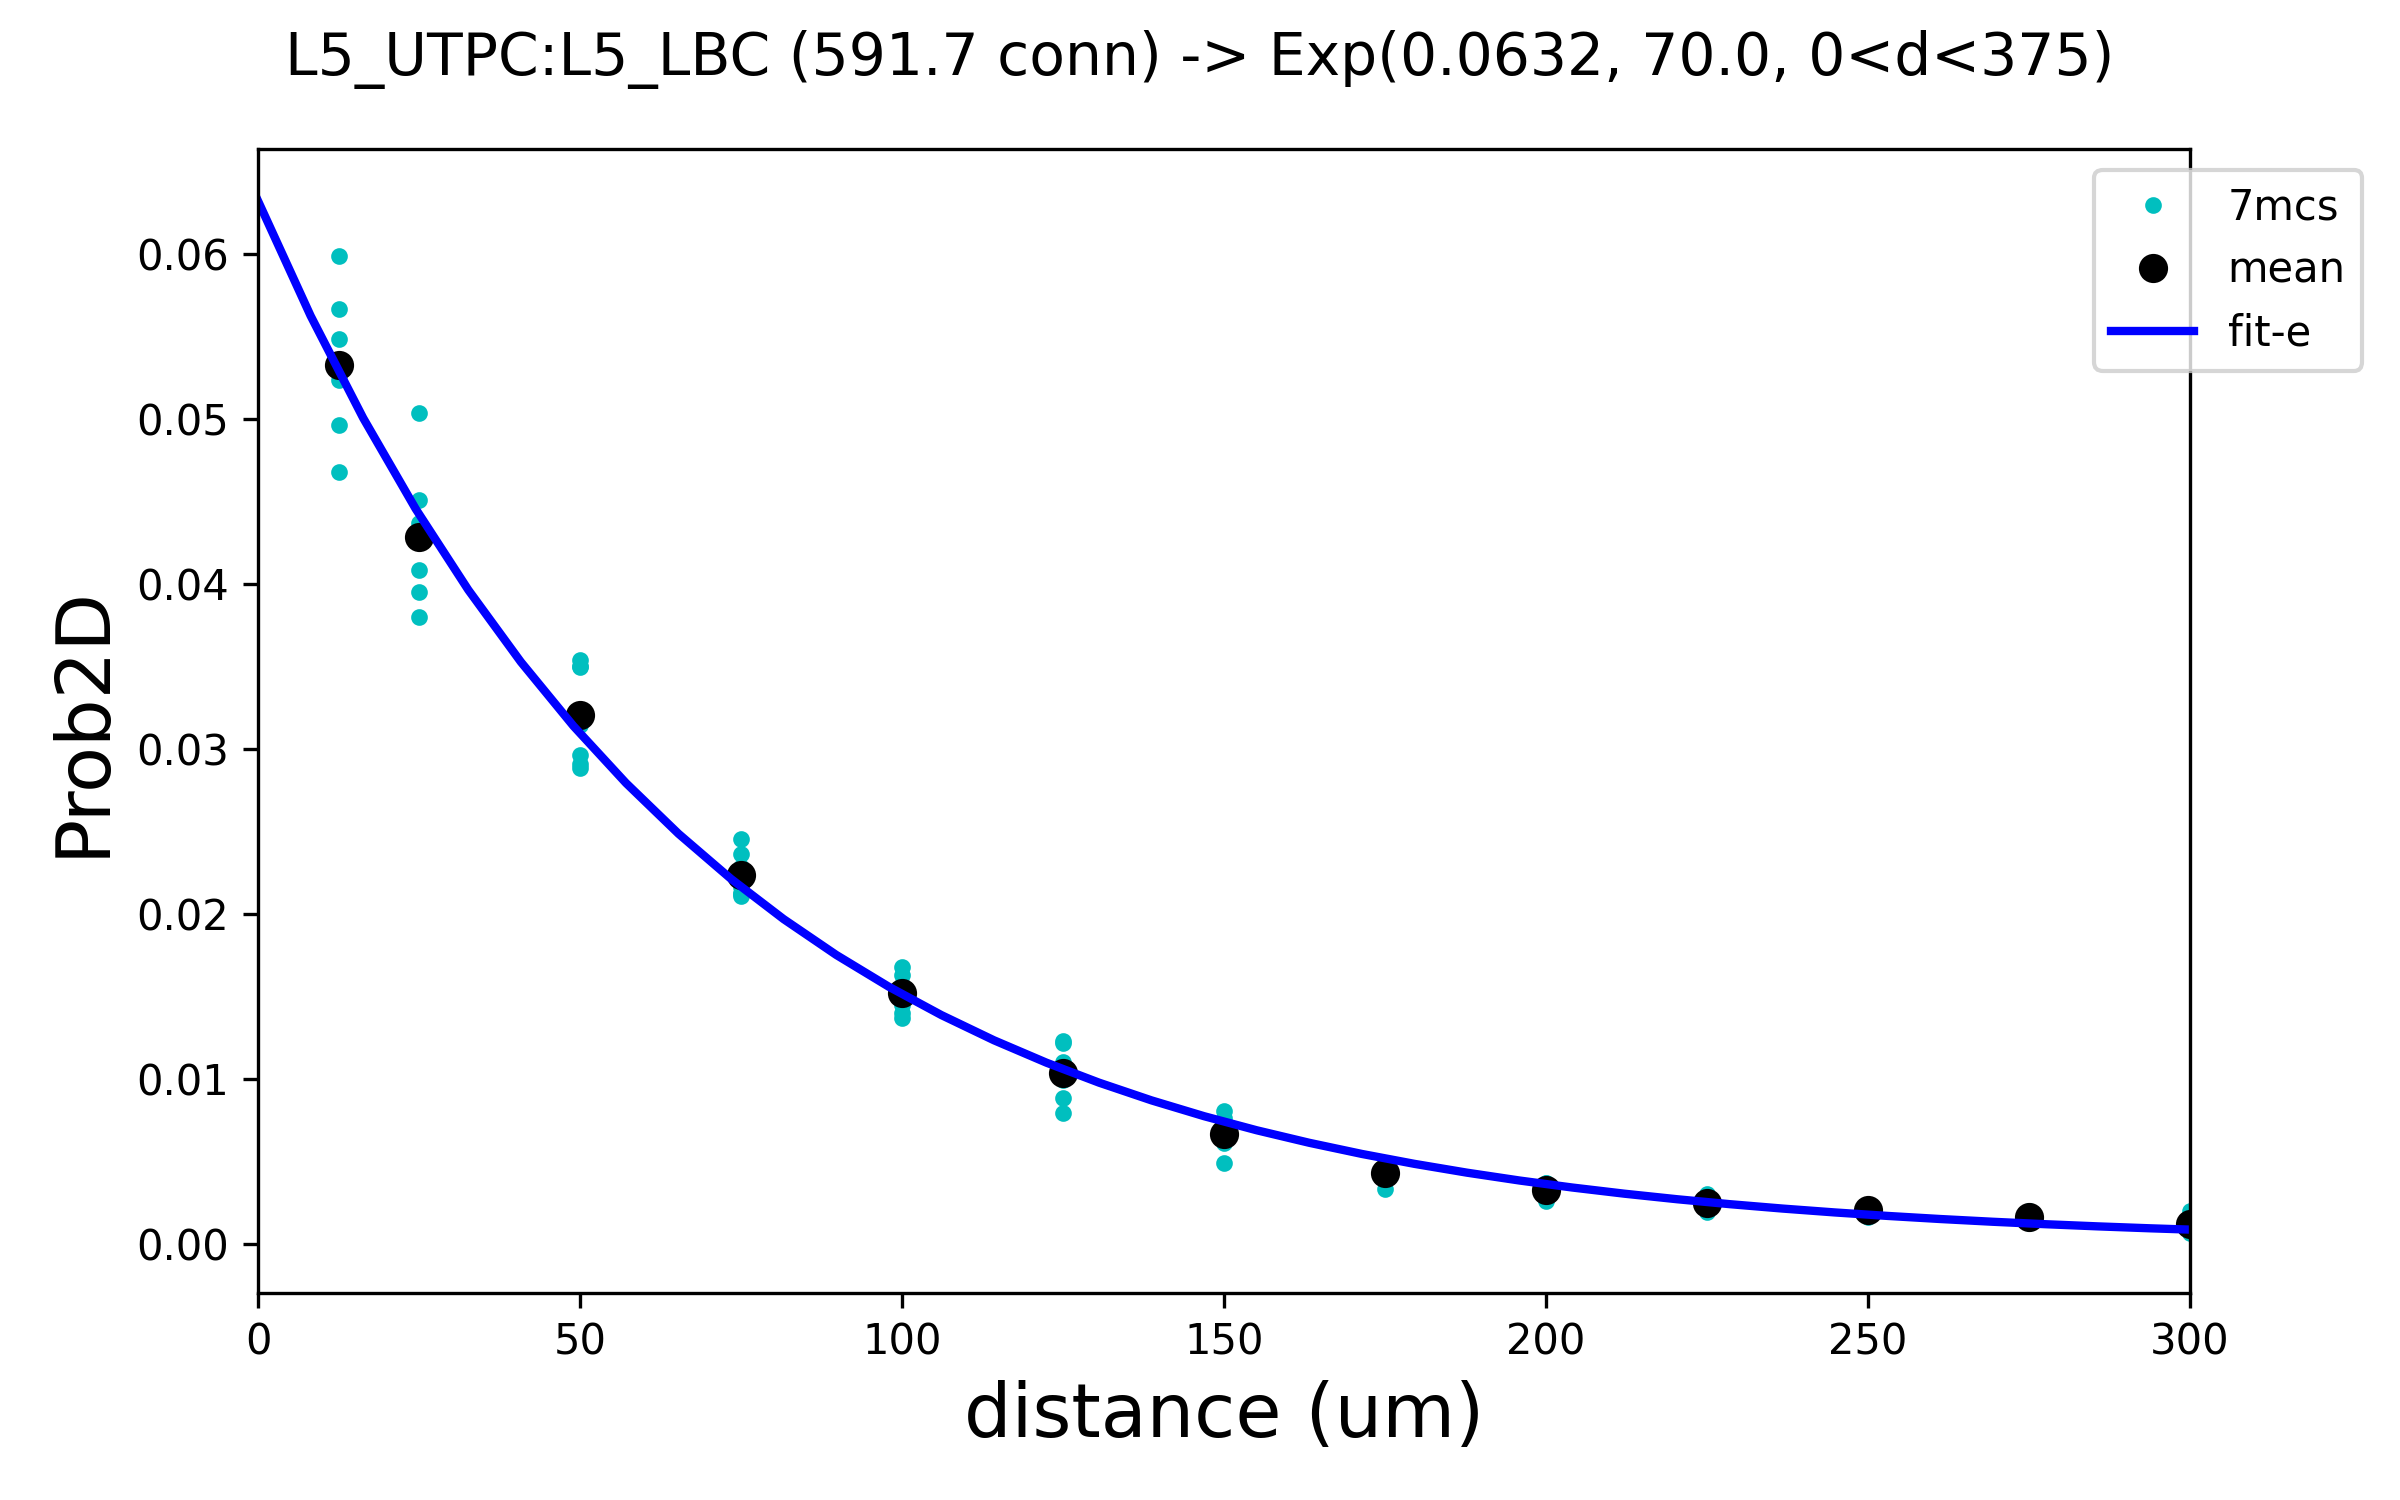 L5_UTPC:L5_LBC (591.7 conn) -> Exp(0.0632, 70.0, 0<d<375)
7mcs
mean
fit-e
Prob2D
0.06
0.05
0.04
0.03
0.02
0.01
0.00
0 50 100 150 200 250 300
distance (um)